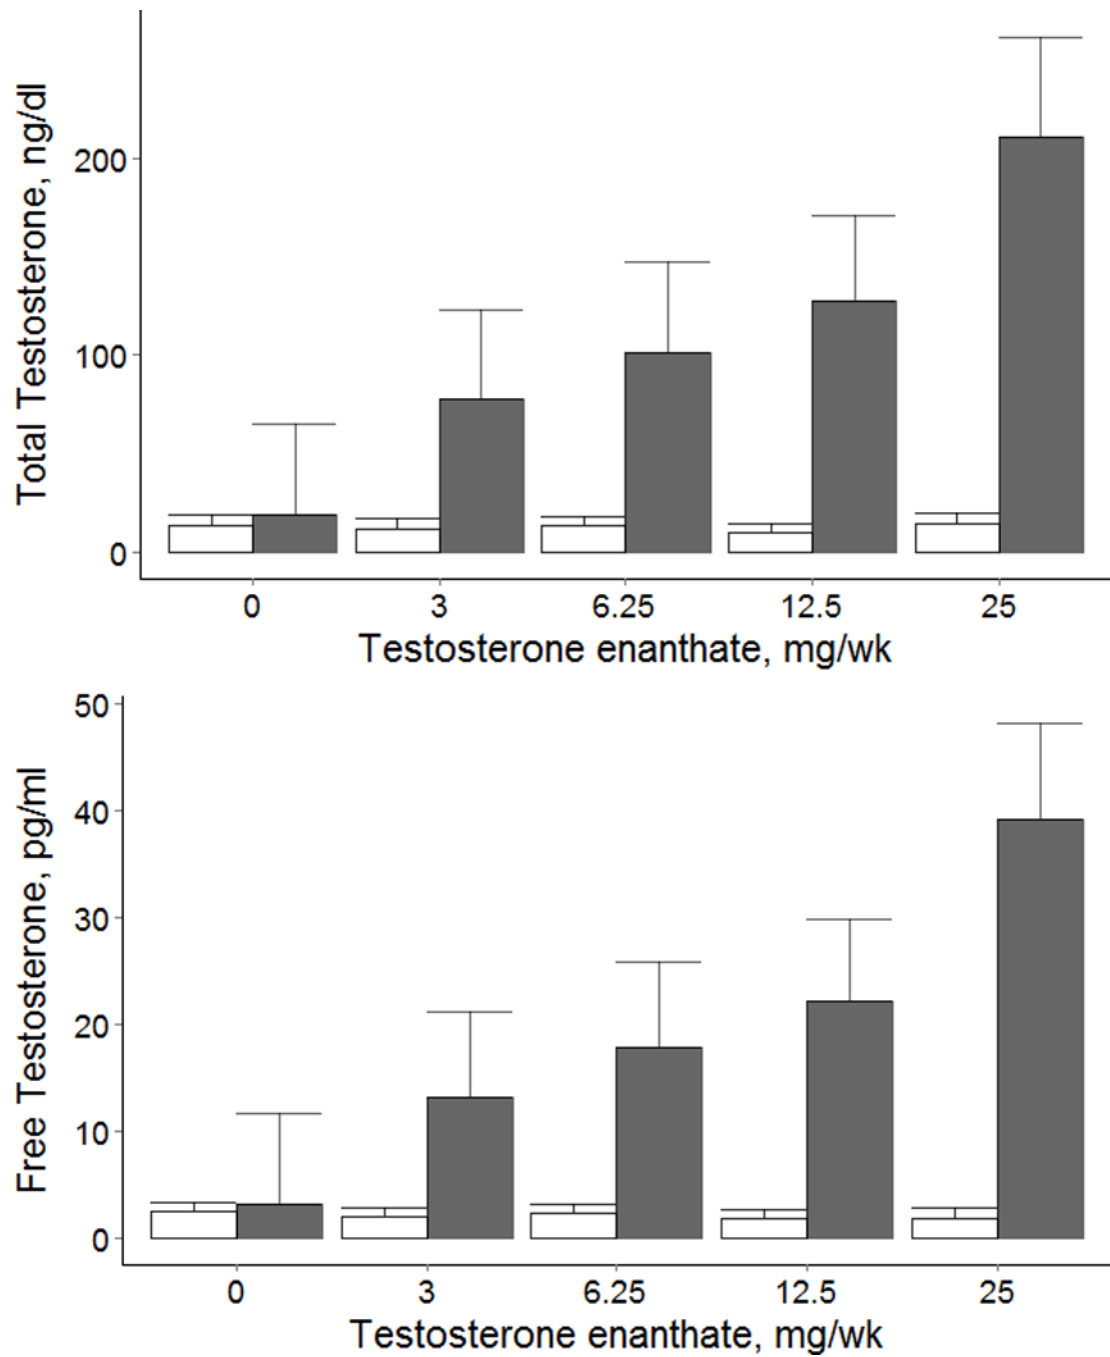 Total Testosterone, ng/dl
200
100
0
0 3 6.25 12.5 25
Testosterone enanthate, mg/wk
Free Testosterone, pg/ml
50
40
30
20
10
0
0 3 6.25 12.5 25
Testosterone enanthate, mg/wk